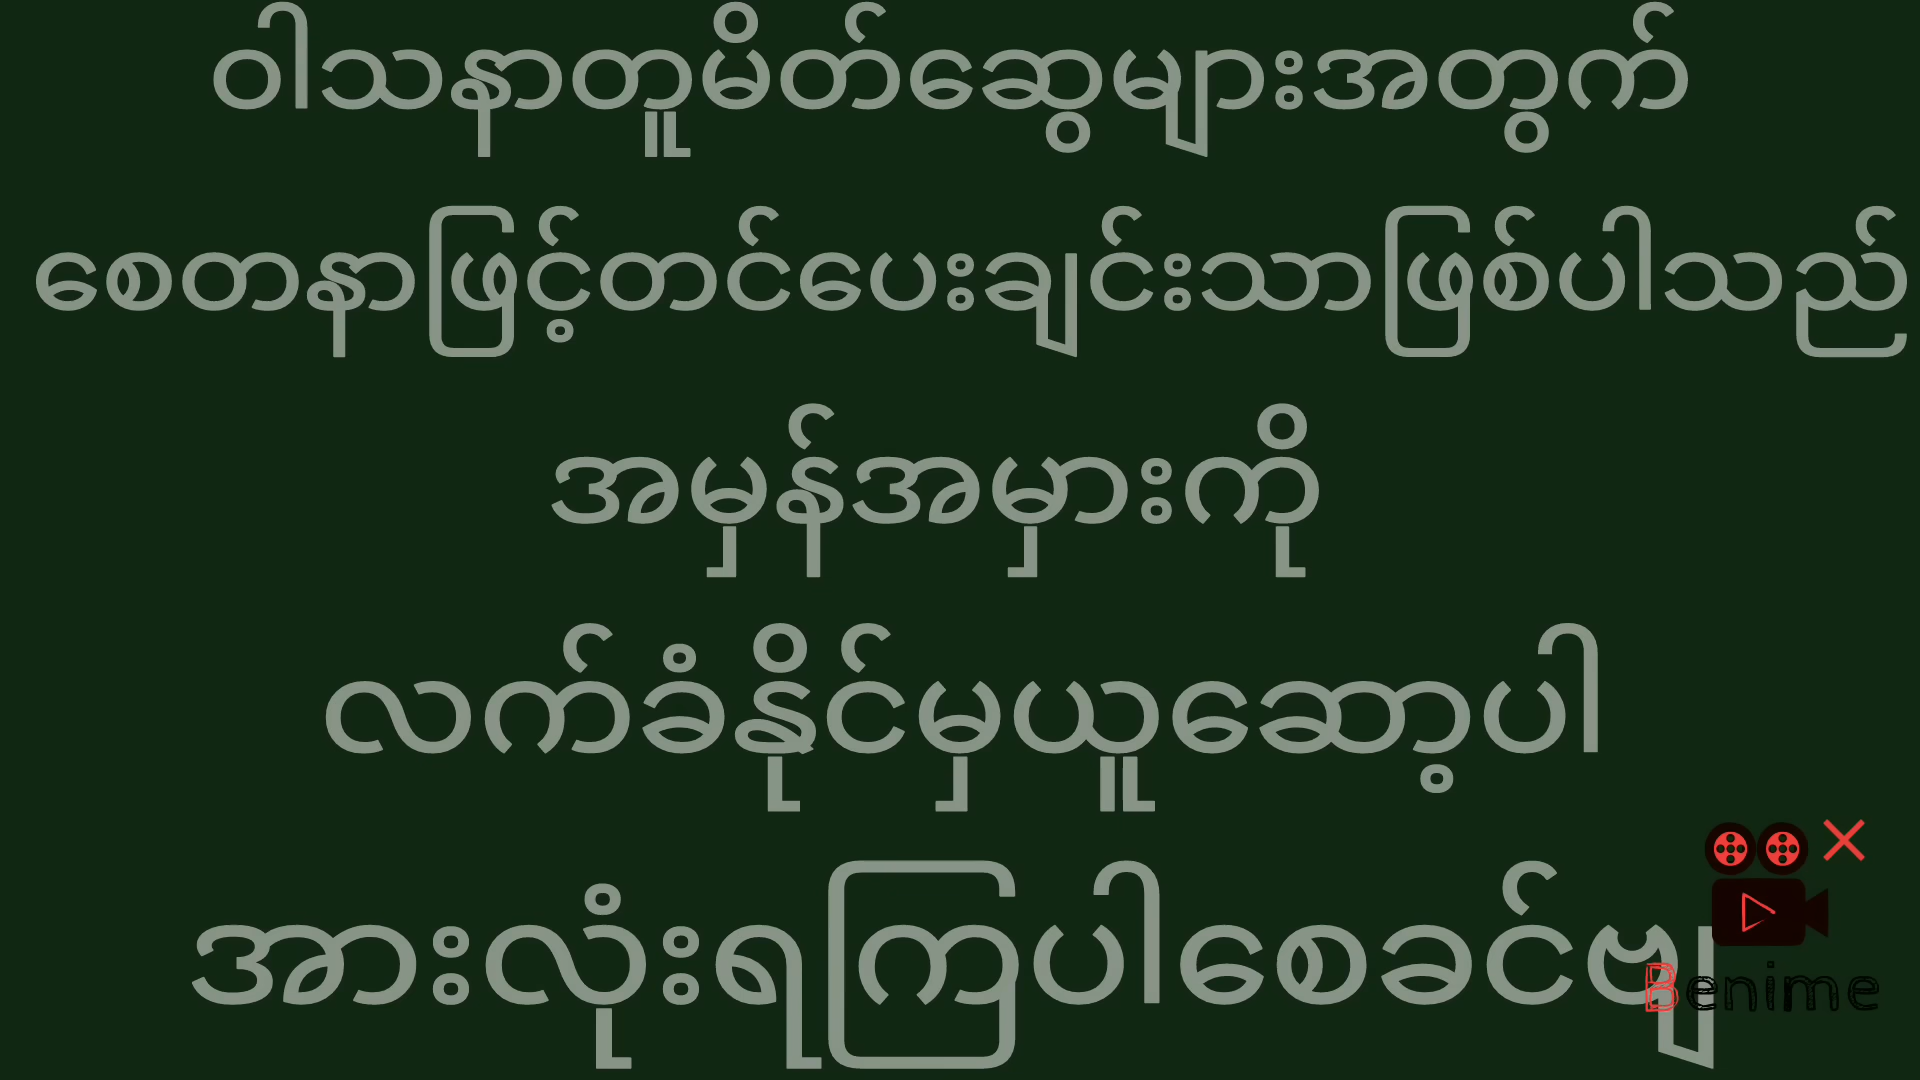 ဝါသနာတူမိတ်ဆွေများအတွက်
စေတနာဖြင့်တင်ပေးချင်းသာဖြစ်ပါသည်
အမှန်အမှားကို
လက်ခံနိုင်မှယူဆော့ပါ
အားလုံးရကြပါစေခင်ဗျ
Benime